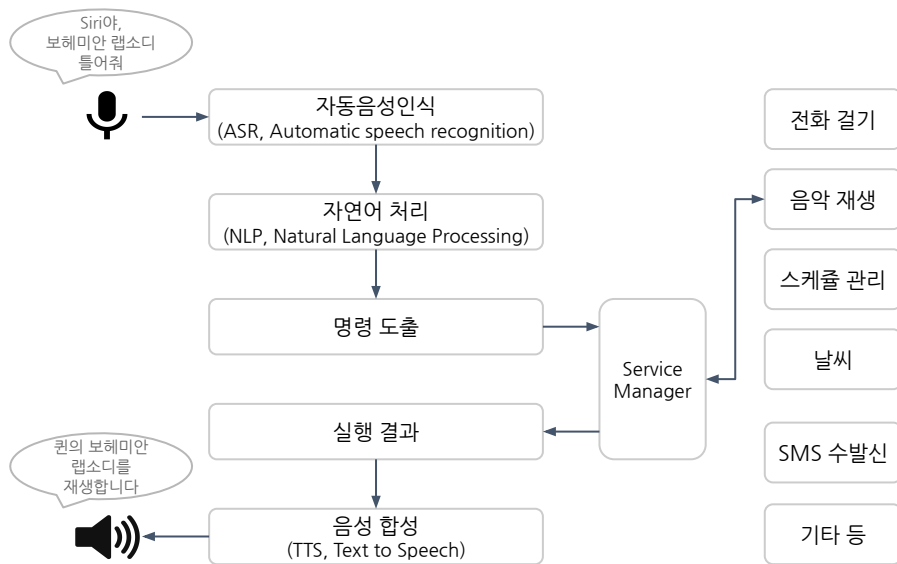 Siri야,
보헤미안 랩소디
틀어줘
자동음성인식
(ASR, Automatic speech recognition)
전화 걸기
자연어 처리
(NLP, Natural Language Processing)
음악 재생
스케쥴 관리
명령 도출
Service
Manager
날씨
실행 결과
퀸의 보헤미안
랩소디를
재생합니다
SMS 수발신
음성 합성
(TTS, Text to Speech)
기타 등